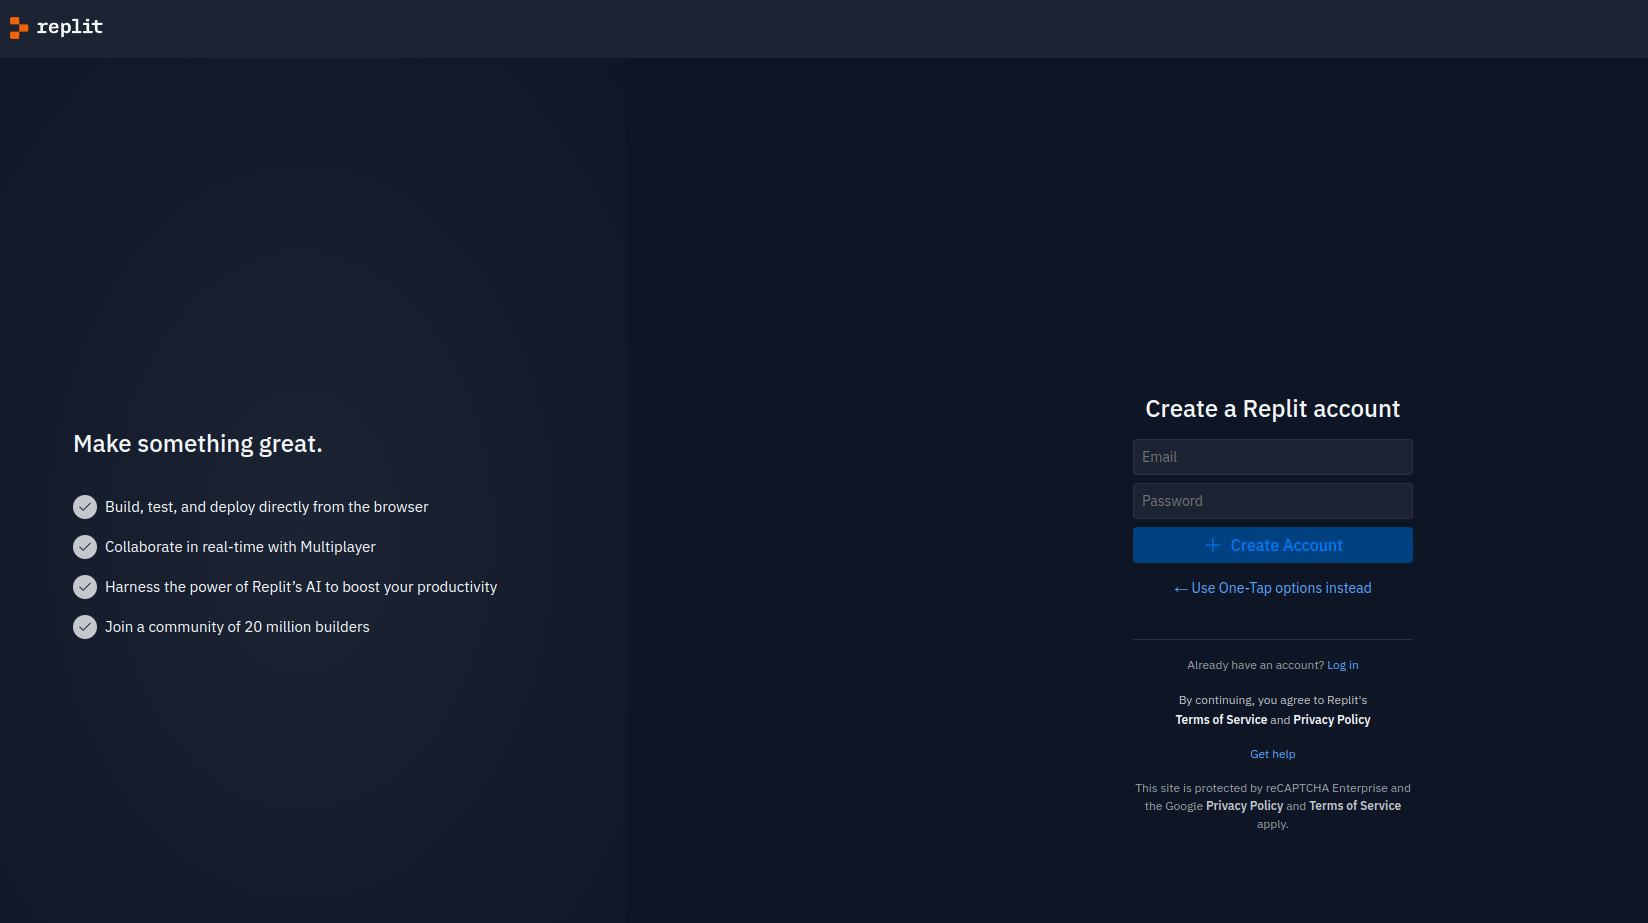 replit
Make something great.
Build, test, and deploy directly from the browser
Collaborate in real-time with Multiplayer
Harness the power of Replit’s AI to boost your productivity
Join a community of 20 million builders
Create a Replit account
Email
Password
Create Account
← Use One-Tap options instead
Already have an account? Log in
By continuing, you agree to Replit's
Terms of Service and Privacy Policy
Get help
This site is protected by reCAPTCHA Enterprise and
the Google Privacy Policy and Terms of Service
apply.